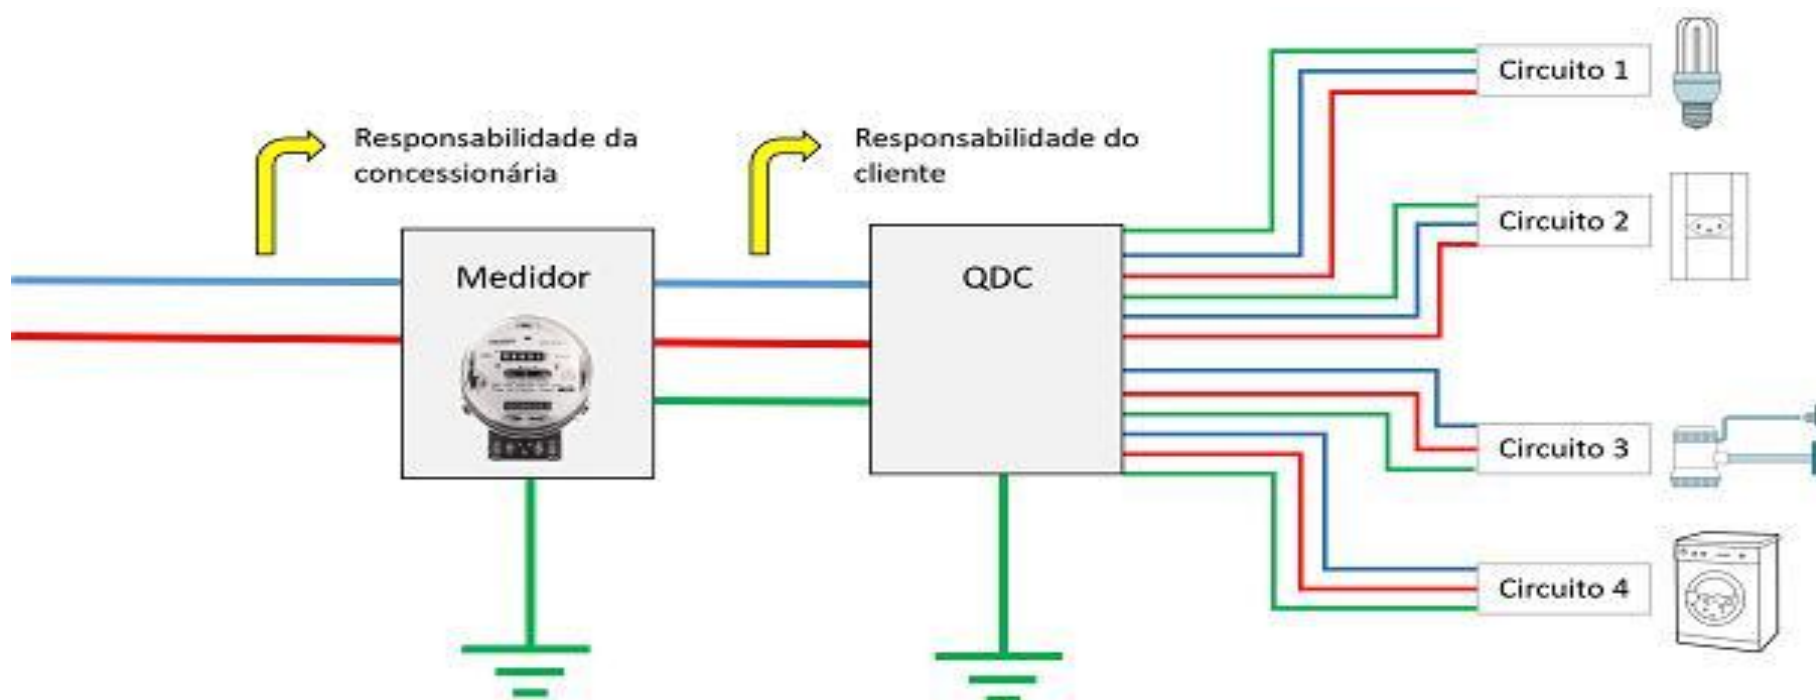 Circuito 1
Responsabilidade da
concessionária
Responsabilidade do
cliente
Circuito 2
Medidor
QDC
Circuito 3
Circuito 4